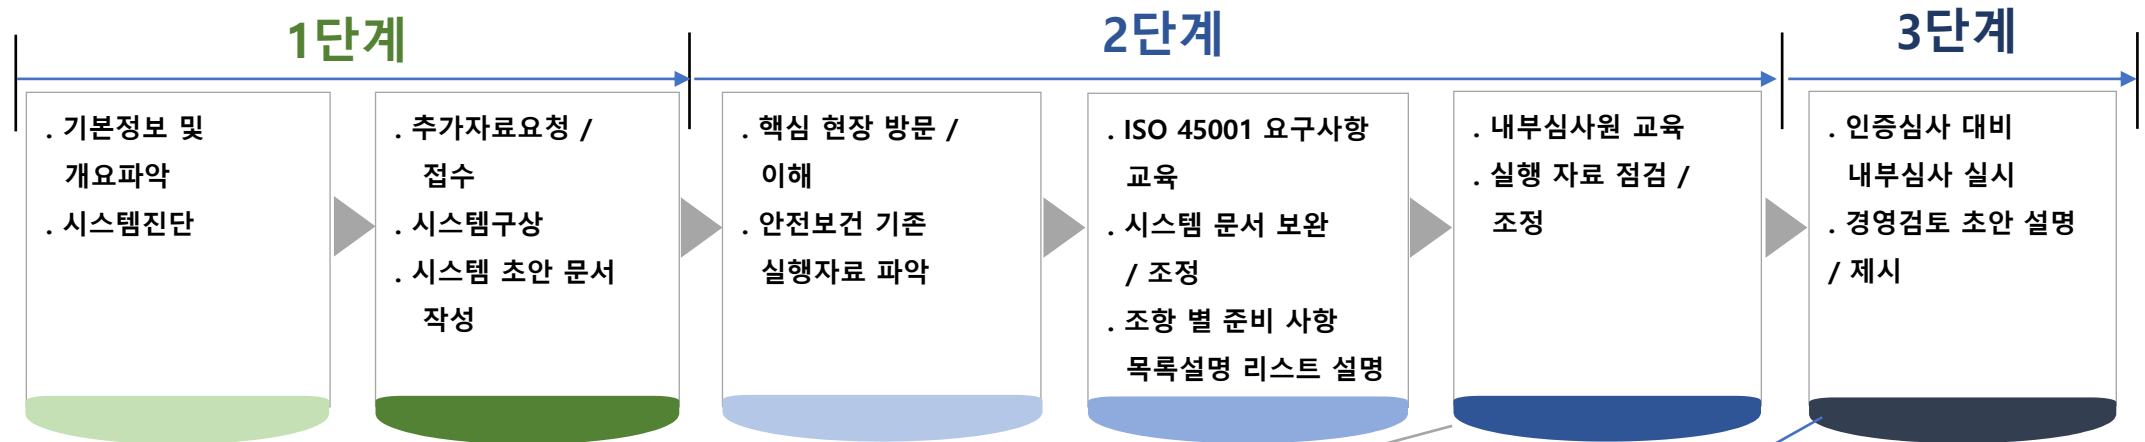 1단계
2단계
3단계
. 기본정보 및
개요파악
. 시스템진단
. 추가자료요청 /
접수
. 시스템구상
. 시스템 초안 문서
작성
. 핵심 현장 방문 /
이해
. 안전보건 기존
실행자료 파악
. ISO 45001 요구사항
교육
. 시스템 문서 보완
/ 조정
. 조항 별 준비 사항
목록설명 리스트 설명
. 내부심사원 교육
. 실행 자료 점검 /
조정
. 인증심사 대비
내부심사 실시
. 경영검토 초안 설명
/ 제시